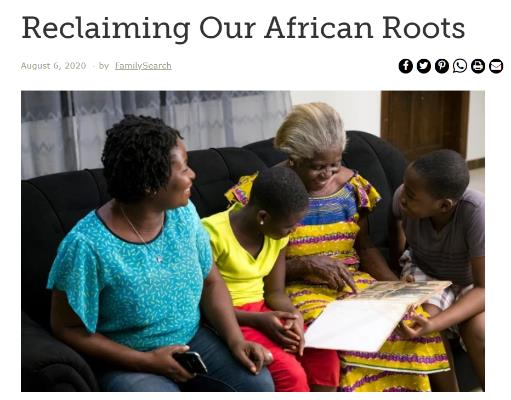 Reclaiming Our African Roots
August 6, 2020 · by FamilySearch